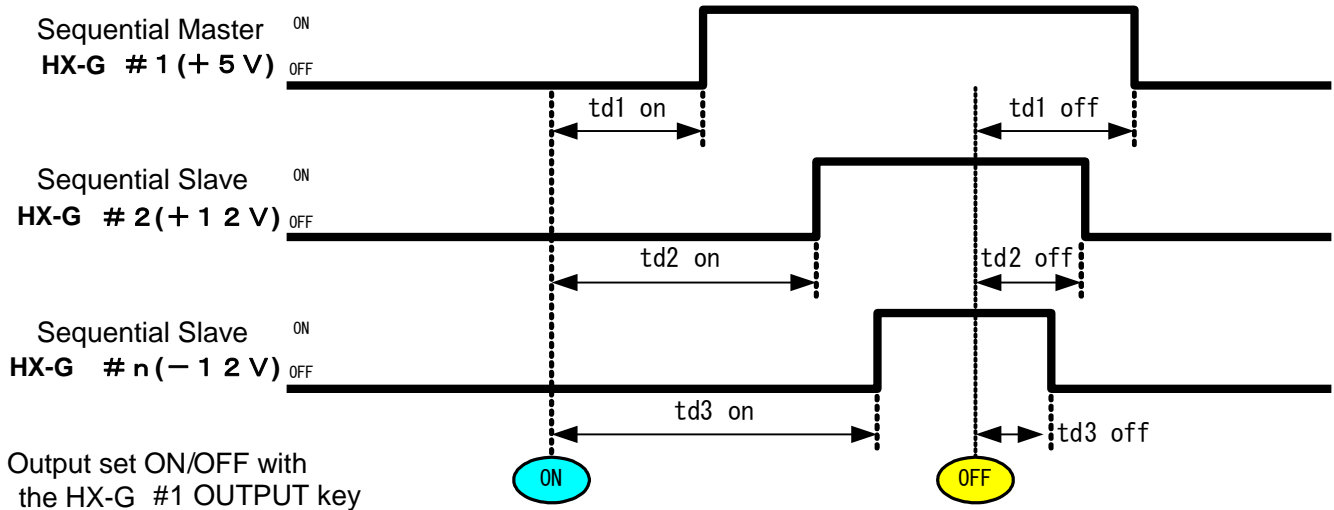 Sequential Master
ON
HX-G #1(+5V)
OFF
td1 on
td1 off
Sequential Slave
ON
HX-G #2(+12V)
OFF
td2 on
td2 off
Sequential Slave
ON
HX-G #n(-12V)
OFF
td3 on
td3 off
Output set ON/OFF with
the HX-G #1 OUTPUT key
ON
OFF